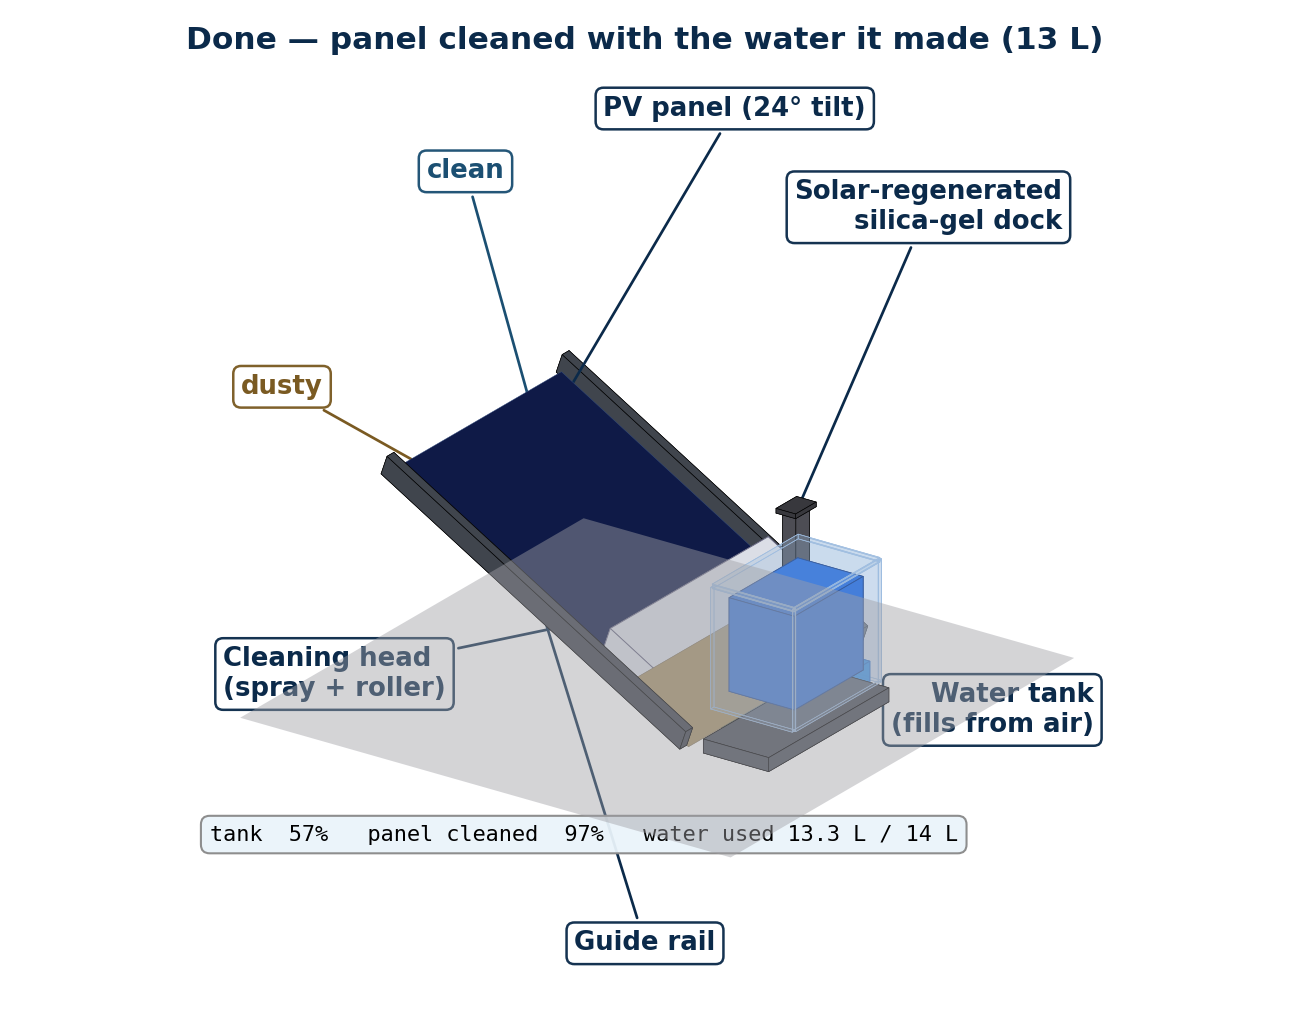 Done — panel cleaned with the water it made (13 L)
PV panel (24° tilt)
clean
Solar-regenerated
silica-gel dock
dusty
Cleaning head
(spray + roller)
Water tank
(fills from air)
tank  57%   panel cleaned  97%   water used 13.3 L / 14 L
Guide rail